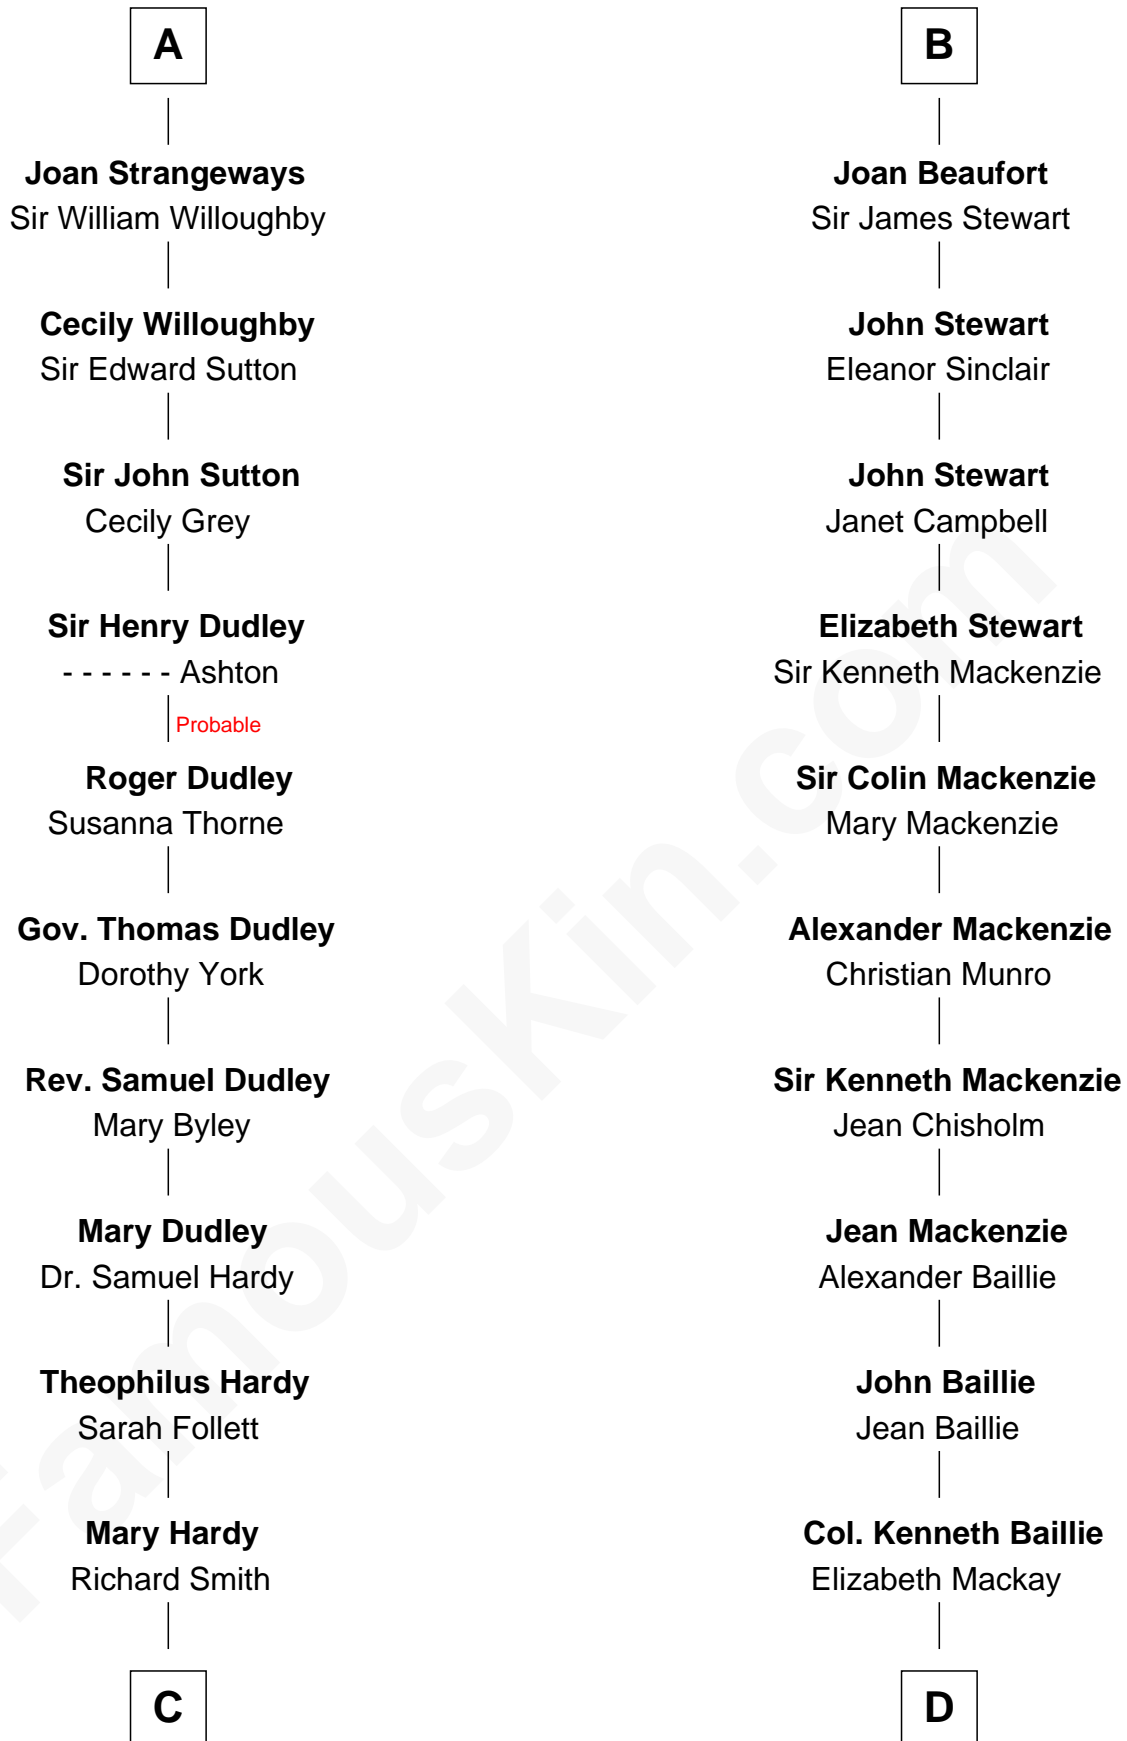 A
Joan Strangeways
Sir William Willoughby
Cecily Willoughby
Sir Edward Sutton
Sir John Sutton
Cecily Grey
Sir Henry Dudley
- - - - - - Ashton
Probable
Roger Dudley
Susanna Thorne
Gov. Thomas Dudley
Dorothy York
Rev. Samuel Dudley
Mary Byley
Mary Dudley
Dr. Samuel Hardy
Theophilus Hardy
Sarah Follett
Mary Hardy
Richard Smith
C
B
Joan Beaufort
Sir James Stewart
John Stewart
Eleanor Sinclair
John Stewart
Janet Campbell
Elizabeth Stewart
Sir Kenneth Mackenzie
Sir Colin Mackenzie
Mary Mackenzie
Alexander Mackenzie
Christian Munro
Sir Kenneth Mackenzie
Jean Chisholm
Jean Mackenzie
Alexander Baillie
John Baillie
Jean Baillie
Col. Kenneth Baillie
Elizabeth Mackay
D
FamousKin.com